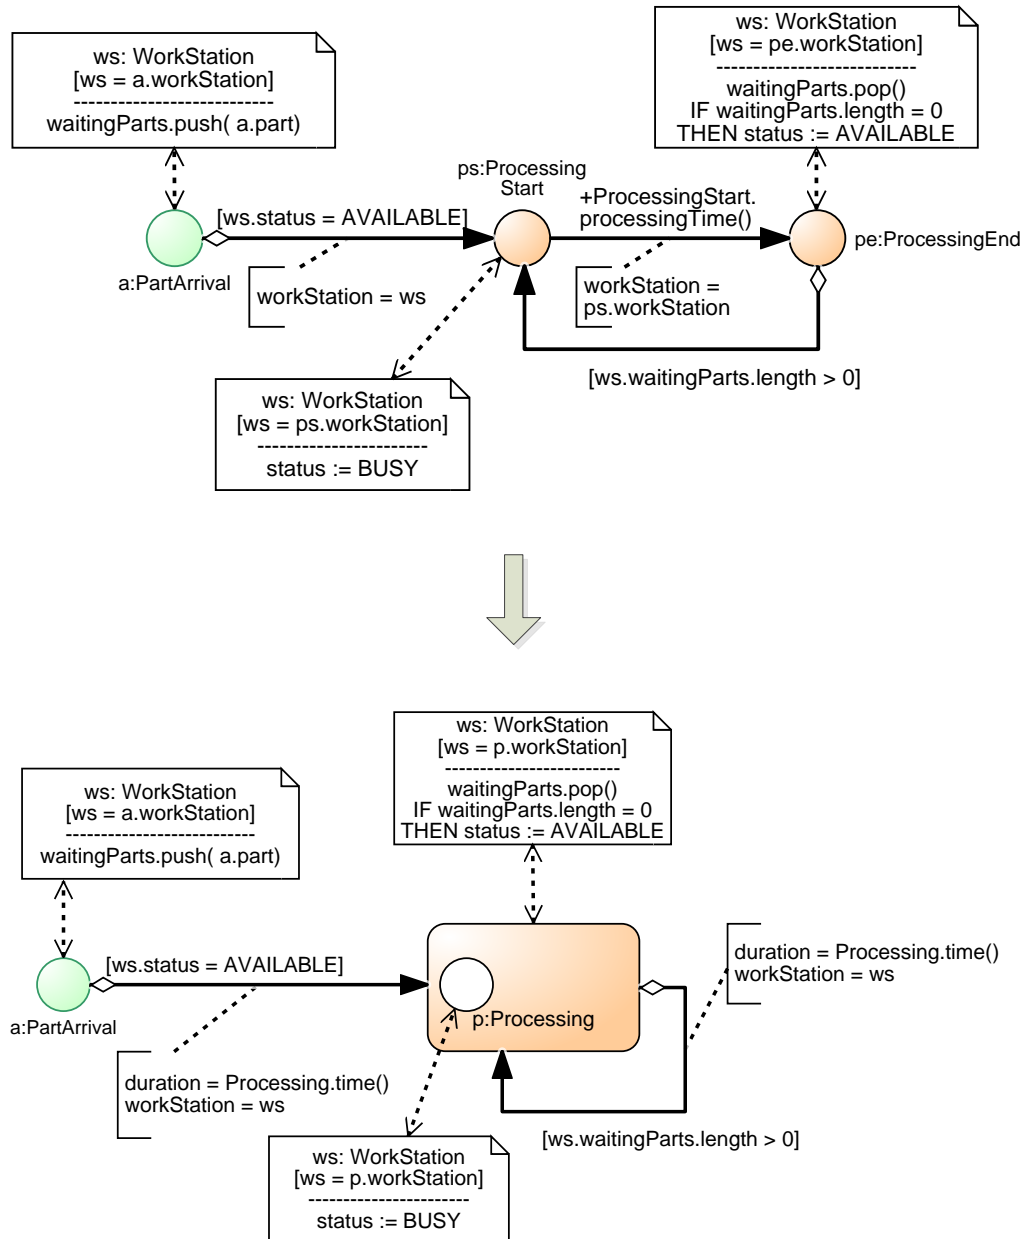 ws: WorkStation
[ws = a.workStation]
---------------------------
waitingParts.push( a.part)
ws: WorkStation
[ws = pe.workStation]
---------------------------
waitingParts.pop()
IF waitingParts.length = 0
THEN status := AVAILABLE
ps:Processing
Start
[ws.status = AVAILABLE]
+ProcessingStart.
processingTime()
a:PartArrival
pe:ProcessingEnd
workStation = ws
workStation =
ps.workStation
[ws.waitingParts.length > 0]
ws: WorkStation
[ws = ps.workStation]
-----------------------
status := BUSY
ws: WorkStation
[ws = p.workStation]
------------------------
waitingParts.pop()
IF waitingParts.length = 0
THEN status := AVAILABLE
ws: WorkStation
[ws = a.workStation]
---------------------------
waitingParts.push( a.part)
[ws.status = AVAILABLE]
a:PartArrival
p:Processing
duration = Processing.time()
workStation = ws
duration = Processing.time()
workStation = ws
[ws.waitingParts.length > 0]
ws: WorkStation
[ws = p.workStation]
-----------------------
status := BUSY